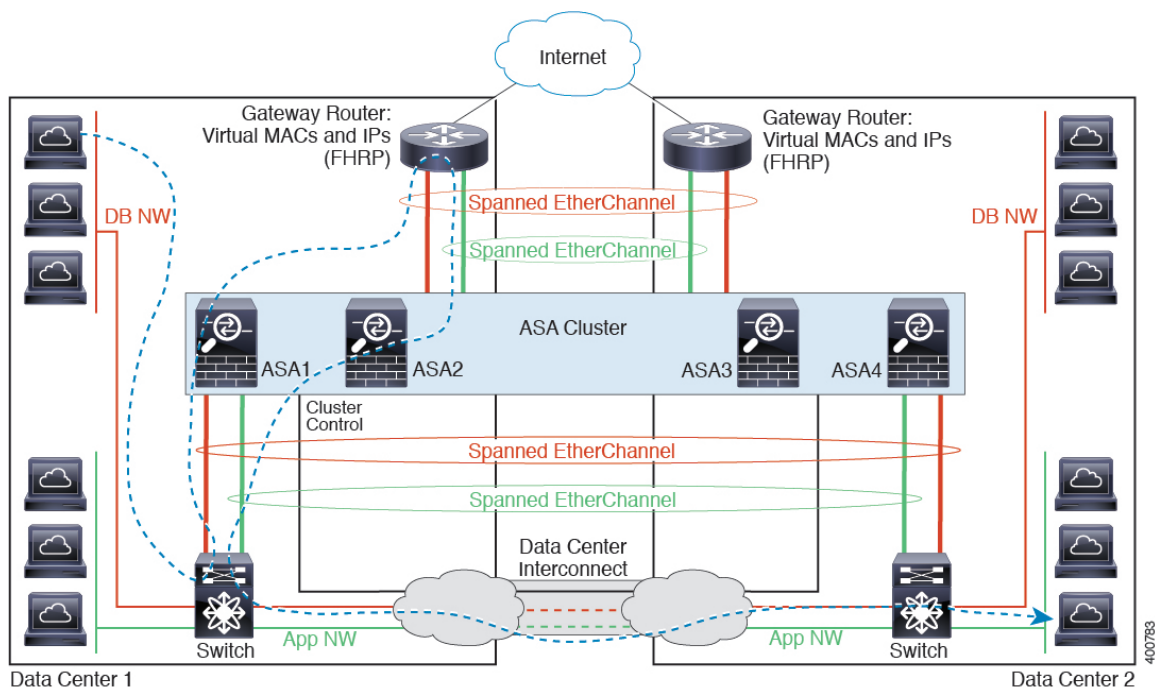 Internet
Gateway Router:
Virtual MACs and IPs
(FHRP)
Gateway Router:
Virtual MACs and IPs
(FHRP)
Spanned EtherChannel
DB NW
DB NW
Spanned EtherChannel
ASA Cluster
ASA1
ASA2
ASA3
ASA4
Cluster
Control
Spanned EtherChannel
Spanned EtherChannel
Data Center
Interconnect
App NW
App NW
Switch
Switch
400783
Data Center 1
Data Center 2